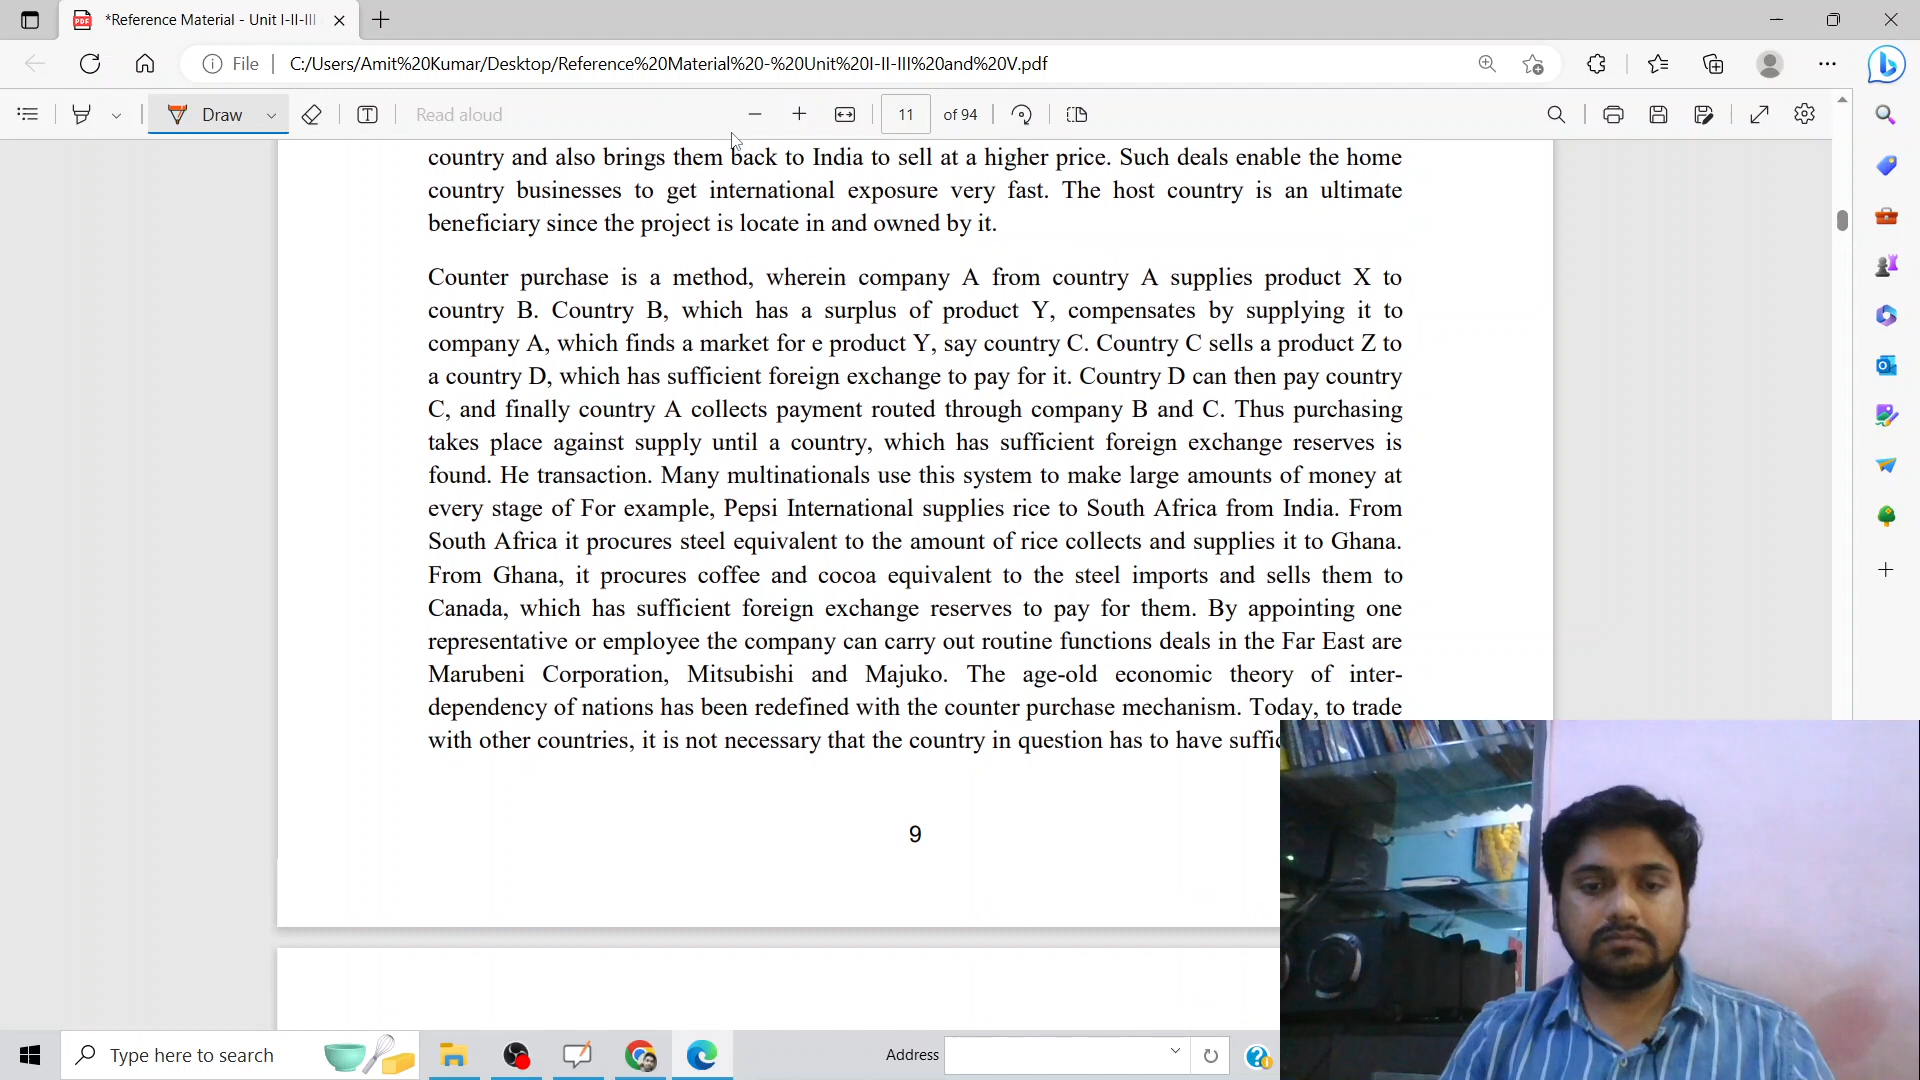 *Reference Material - Unit I-II-III
File
C:/Users/Amit%20Kumar/Desktop/Reference%20Material%20-%20Unit%20I-II-III%20and%20V.pdf
Draw
Read aloud
11
of 94
country and also brings them back to India to sell at a higher price. Such deals enable the home
country businesses to get international exposure very fast. The host country is an ultimate
beneficiary since the project is locate in and owned by it.
Counter purchase is a method, wherein company A from country A supplies product X to
country B. Country B, which has a surplus of product Y, compensates by supplying it to
company A, which finds a market for e product Y, say country C. Country C sells a product Z to
a country D, which has sufficient foreign exchange to pay for it. Country D can then pay country
C, and finally country A collects payment routed through company B and C. Thus purchasing
takes place against supply until a country, which has sufficient foreign exchange reserves is
found. He transaction. Many multinationals use this system to make large amounts of money at
every stage of For example, Pepsi International supplies rice to South Africa from India. From
South Africa it procures steel equivalent to the amount of rice collects and supplies it to Ghana.
From Ghana, it procures coffee and cocoa equivalent to the steel imports and sells them to
Canada, which has sufficient foreign exchange reserves to pay for them. By appointing one
representative or employee the company can carry out routine functions deals in the Far East are
Marubeni Corporation, Mitsubishi and Majuko. The age-old economic theory of inter-
dependency of nations has been redefined with the counter purchase mechanism. Today, to trade
with other countries, it is not necessary that the country in question has to have
9
Type here to search
Address